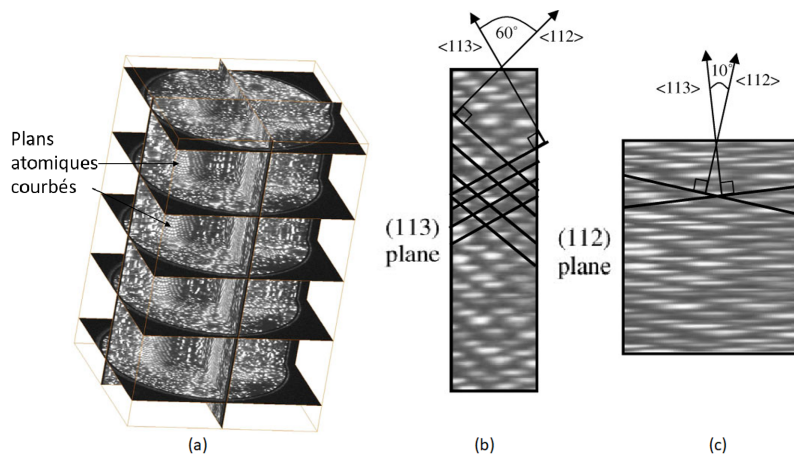 Plans
atomiques
courbés
(a)
60°
<113>
<112>
(113)
plane
(b)
10°
<113>
<112>
(112)
plane
(c)